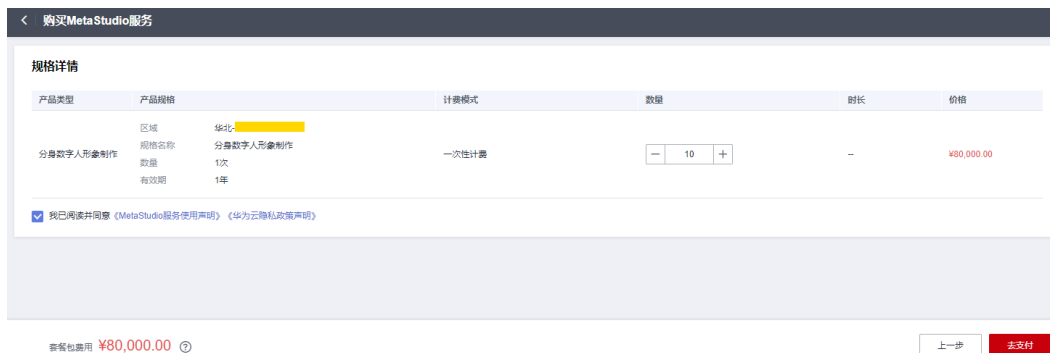 购买MetaStudio服务
规格详情
产品类型 产品规格 计费模式 数量 时长 价格
区域 华北-
规格名称 分身数字人形象制作
分身数字人形象制作 一次性计费 10 -- ¥80,000.00
数量 1次
有效期 1年
我已阅读并同意《MetaStudio服务使用声明》《华为云隐私政策声明》
套餐包费用 ¥80,000.00 上一步 去支付